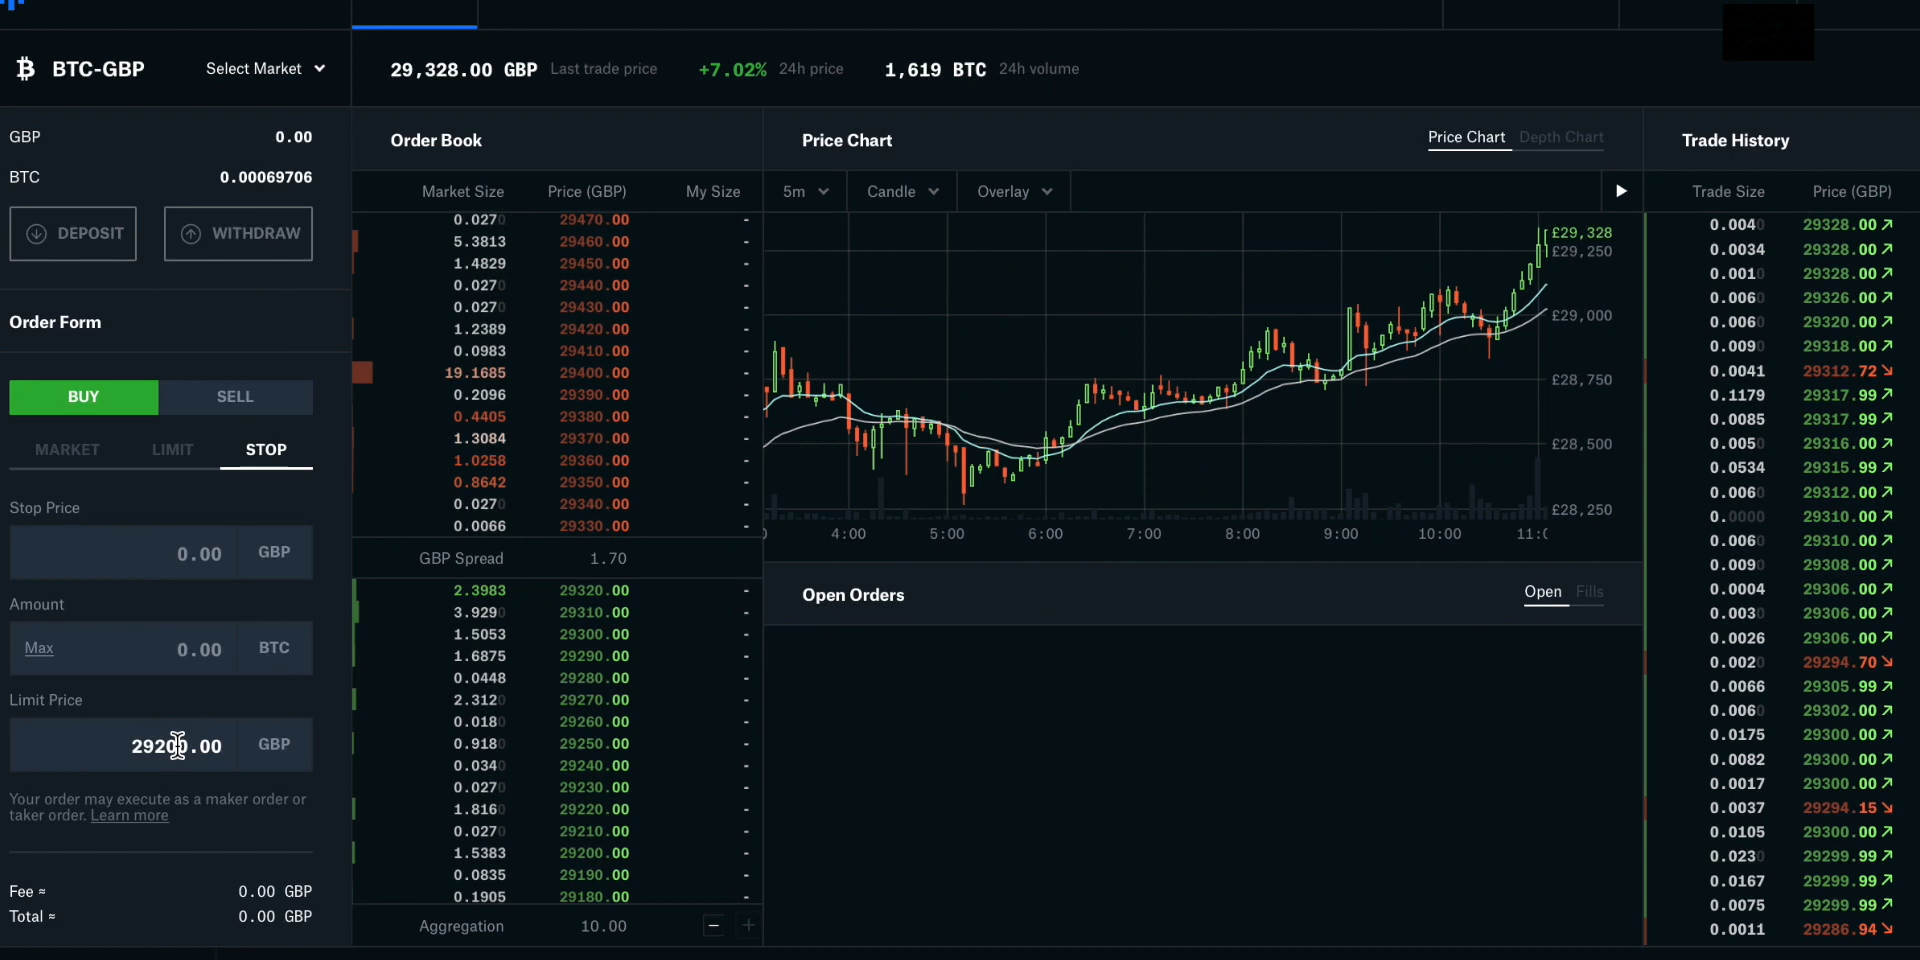 BTC-GBP Select Market
29,328.00 GBP Last trade price +7.02% 24h price 1,619 BTC 24h volume
GBP 0.00
BTC 0.00069706
DEPOSIT WITHDRAW
Order Form
BUY SELL
MARKET LIMIT STOP
Stop Price
0.00 GBP
Amount
Max 0.00 BTC
Limit Price
29200.00 GBP
Your order may execute as a maker order or
taker order. Learn more
Fee ≈ 0.00 GBP
Total ≈ 0.00 GBP
Order Book
Market Size Price (GBP) My Size
0.0270 29470.00 -
5.3813 29460.00 -
1.4829 29450.00 -
0.0270 29440.00 -
0.0270 29430.00 -
1.2389 29420.00 -
0.0983 29410.00 -
19.1685 29400.00 -
0.2096 29390.00 -
0.4405 29380.00 -
1.3084 29370.00 -
1.0258 29360.00 -
0.8642 29350.00 -
0.0270 29340.00 -
0.0066 29330.00 -
GBP Spread 1.70
2.3983 29320.00 -
3.9290 29310.00 -
1.5053 29300.00 -
1.6875 29290.00 -
0.0448 29280.00 -
2.3120 29270.00 -
0.0180 29260.00 -
0.9180 29250.00 -
0.0340 29240.00 -
0.0270 29230.00 -
1.8160 29220.00 -
0.0270 29210.00 -
1.5383 29200.00 -
0.0835 29190.00 -
0.1905 29180.00 -
Aggregation 10.00 - +
Price Chart Price Chart Depth Chart
5m Candle Overlay
£29,328
£29,250
£29,000
£28,750
£28,500
£28,250
4:00 5:00 6:00 7:00 8:00 9:00 10:00 11:0
Open Orders Open Fills
Trade History
Trade Size Price (GBP)
0.0040 29328.00↗
0.0034 29328.00↗
0.0010 29328.00↗
0.0060 29326.00↗
0.0060 29320.00↗
0.0090 29318.00↗
0.0041 29312.72↘
0.1179 29317.99↗
0.0085 29317.99↗
0.0050 29316.00↗
0.0534 29315.99↗
0.0060 29312.00↗
0.0000 29310.00↗
0.0060 29310.00↗
0.0090 29308.00↗
0.0004 29306.00↗
0.0030 29306.00↗
0.0026 29306.00↗
0.0020 29294.70↘
0.0066 29305.99↗
0.0060 29302.00↗
0.0175 29300.00↗
0.0082 29300.00↗
0.0017 29300.00↗
0.0037 29294.15↘
0.0105 29300.00↗
0.0230 29299.99↗
0.0167 29299.99↗
0.0075 29299.99↗
0.0011 29286.94↘